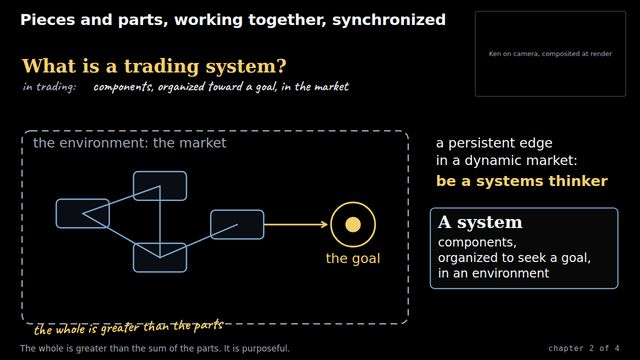 Pieces and parts, working together, synchronized
Ken on camera, composited at render
What is a trading system?
in trading: components, organized toward a goal, in the market
the environment: the market
a persistent edge
in a dynamic market:
be a systems thinker
A system
components,
organized to seek a goal,
in an environment
the goal
the whole is greater than the parts
The whole is greater than the sum of the parts. It is purposeful.
chapter 2 of 4